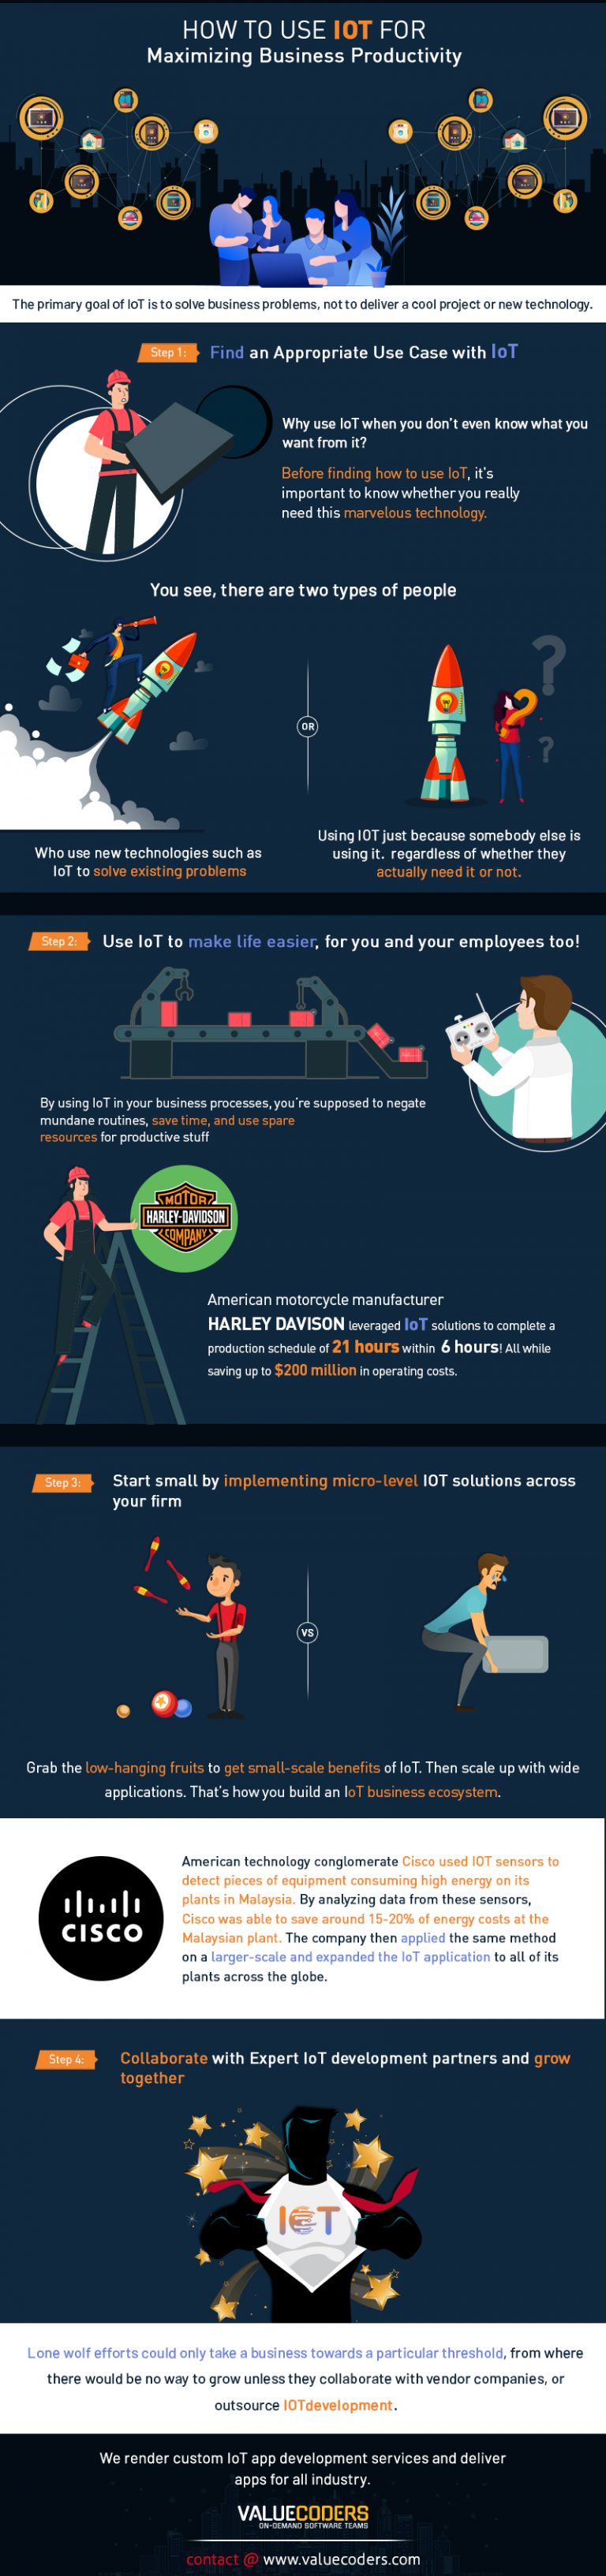 HOW TO USE IOT FOR
Maximizing Business Productivity
The primary goal of IoT is to solve business problems, not to deliver a cool project or new technology.
Step 1:
Find an Appropriate Use Case with IoT
Why use IoT when you don't even know what you
want from it?
Before finding how to use IoT, it's
important to know whether you really
need this marvelous technology.
You see, there are two types of people
OR
Who use new technologies such as
IoT to solve existing problems
Using IOT just because somebody else is
using it. regardless of whether they
actually need it or not.
Step 2:
Use IoT to make life easier, for you and your employees too!
By using IoT in your business processes, you're supposed to negate
mundane routines, save time, and use spare
resources for productive stuff
MOTOR
HARLEY-DAVIDSON
COMPANY
American motorcycle manufacturer
HARLEY DAVISON leveraged IoT solutions to complete a
production schedule of 21 hours within 6 hours! All while
saving up to $200 million in operating costs.
Step 3:
Start small by implementing micro-level IOT solutions across
your firm
VS
Grab the low-hanging fruits to get small-scale benefits of IoT. Then scale up with wide
applications. That's how you build an IoT business ecosystem.
CISCO
American technology conglomerate Cisco used IOT sensors to
detect pieces of equipment consuming high energy on its
plants in Malaysia. By analyzing data from these sensors,
Cisco was able to save around 15-20% of energy costs at the
Malaysian plant. The company then applied the same method
on a larger-scale and expanded the IoT application to all of its
plants across the globe.
Step 4:
Collaborate with Expert IoT development partners and grow
together
IOT
Lone wolf efforts could only take a business towards a particular threshold, from where
there would be no way to grow unless they collaborate with vendor companies, or
outsource IOTdevelopment.
We render custom IoT app development services and deliver
apps for all industry.
VALUECODERS
ON-DEMAND SOFTWARE TEAMS
contact @ www.valuecoders.com